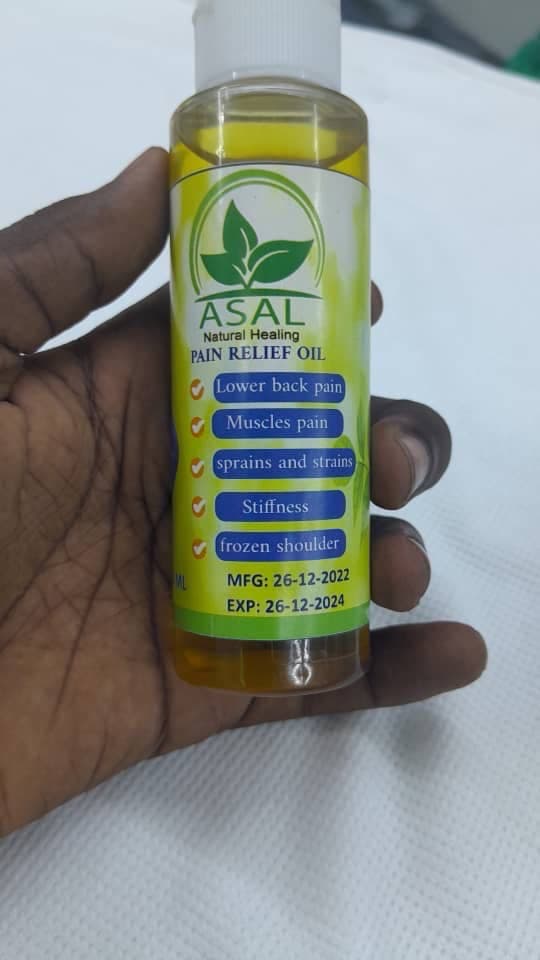 ASAL
Natural Healing
PAIN RELIEF OIL
Lower back pain
Muscles pain
sprains and strains
Stiffness
frozen shoulder
ML
MFG: 26-12-2022
EXP: 26-12-2024